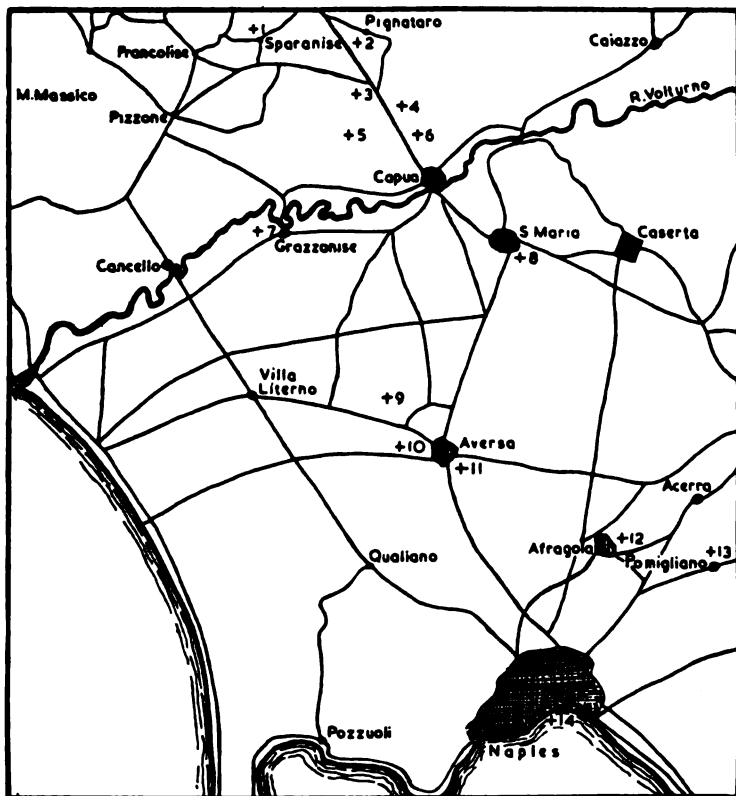 +1
Pignataro
Francolise
Sparanise
+2
Caiazzo
M.Massico
+3
+4
R.Volturno
Pizzone
+5
+6
Capua
+7
Grazzanise
S Maria
Caserta
+8
Cancello
Villa
Literno
+9
+10
Aversa
+11
Acerra
Afragola
+12
Pomigliano
+13
Qualiano
Pozzuoli
+14
Naples